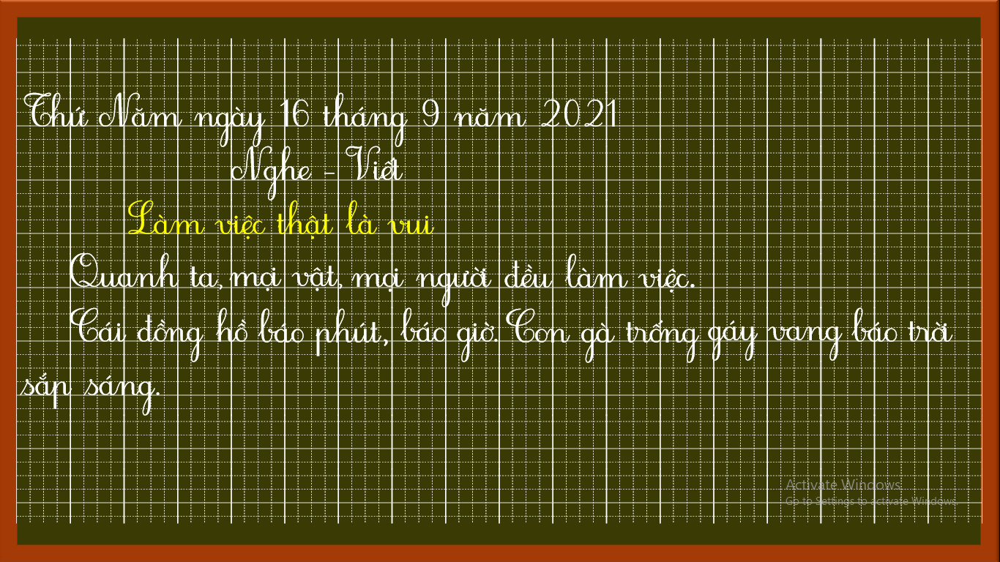 Thứ Năm ngày 16 tháng 9 năm 2021
Nghe - Viết
Làm việc thật là vui
Quanh ta, mọi vật, mọi người đều làm việc.
Cái đồng hồ báo phút, báo giờ. Con gà trống gáy vang báo trời
sắp sáng.
Activate Windows
Go to Settings to activate Windows.